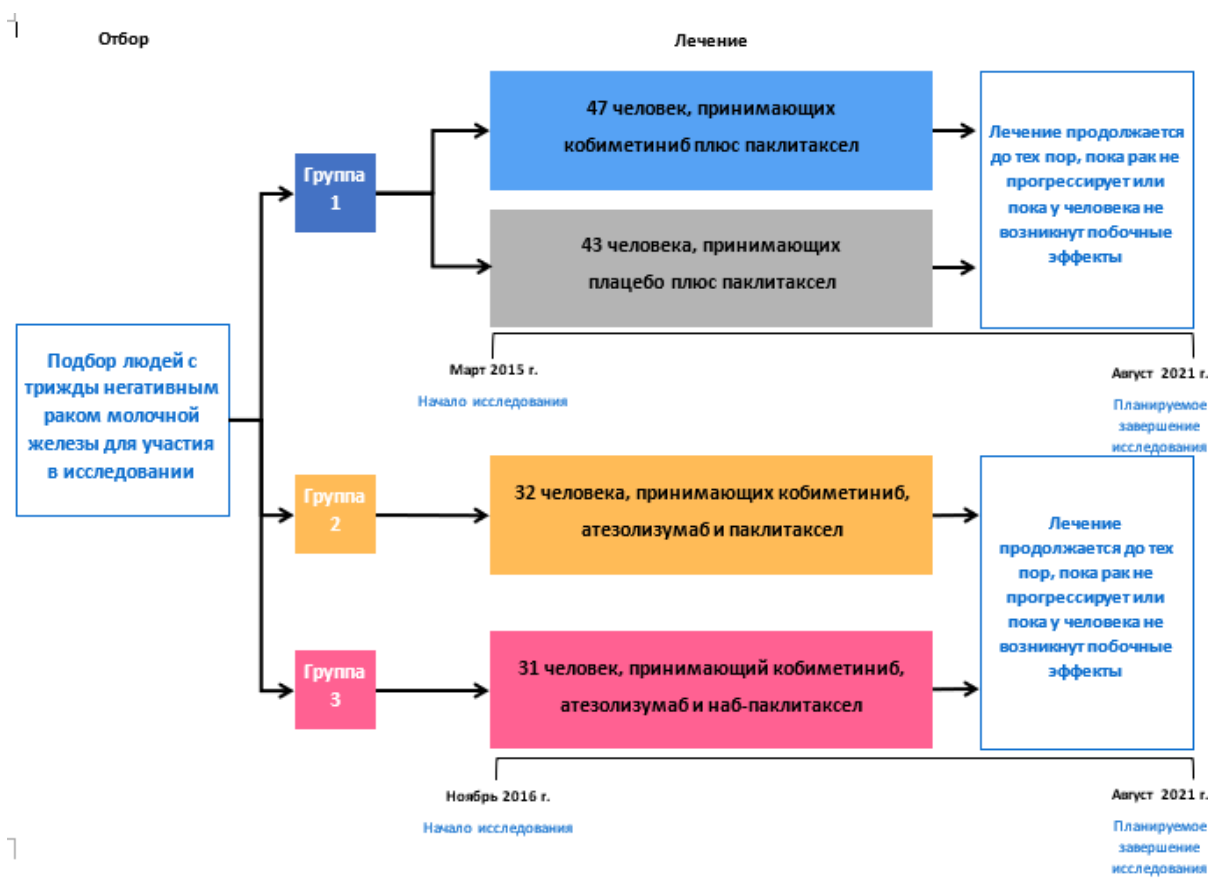 Отбор
Лечение
47 человек, принимающих
кобиметиниб плюс паклитаксел
Лечение продолжается
до тех пор, пока рак не
прогрессирует или
пока у человека не
возникнут побочные
эффекты
Группа
1
43 человека, принимающих
плацебо плюс паклитаксел
Подбор людей с
трижды негативным
раком молочной
железы для участия
в исследовании
Март 2015 г.
Начало исследования
Август 2021 г.
Планируемое
завершение
исследования
Группа
2
32 человека, принимающих кобиметиниб,
атезолизумаб и паклитаксел
Лечение
продолжается до тех
пор, пока рак не
прогрессирует или
пока у человека не
возникнут побочные
эффекты
Группа
3
31 человек, принимающий кобиметиниб,
атезолизумаб и наб-паклитаксел
Ноябрь 2016 г.
Начало исследования
Август 2021 г.
Планируемое
завершение
исследования